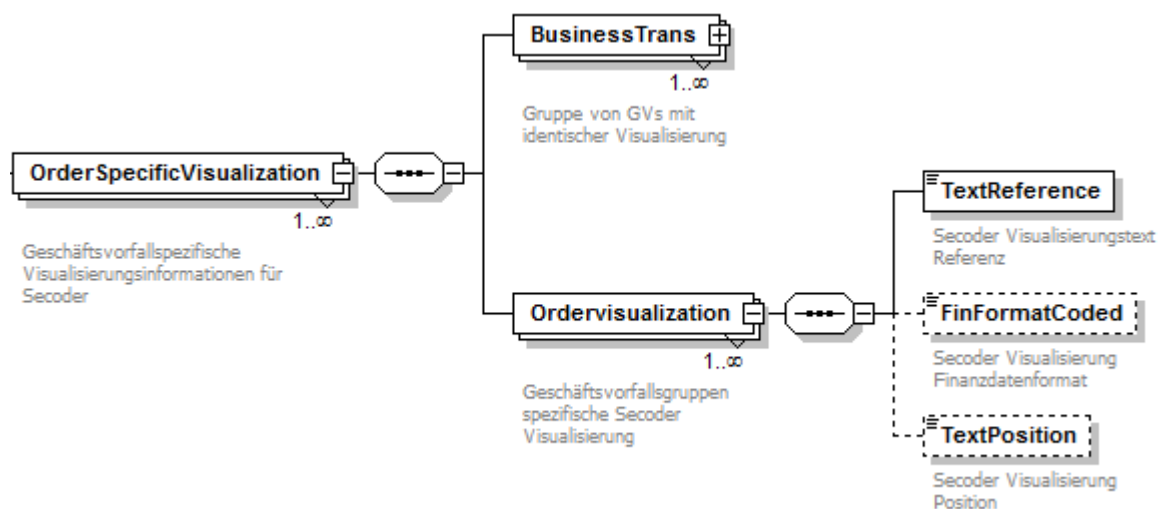 BusinessTrans
1..∞
Gruppe von GVs mit
identischer Visualisierung
OrderSpecificVisualization
1..∞
Geschäftsvorfallspezifische
Visualisierungsinformationen für
Secoder
TextReference
Secoder Visualisierungstext
Referenz
Ordervisualization
1..∞
Geschäftsvorfallsgruppen
spezifische Secoder
Visualisierung
FinFormatCoded
Secoder Visualisierung
Finanzdatenformat
TextPosition
Secoder Visualisierung
Position